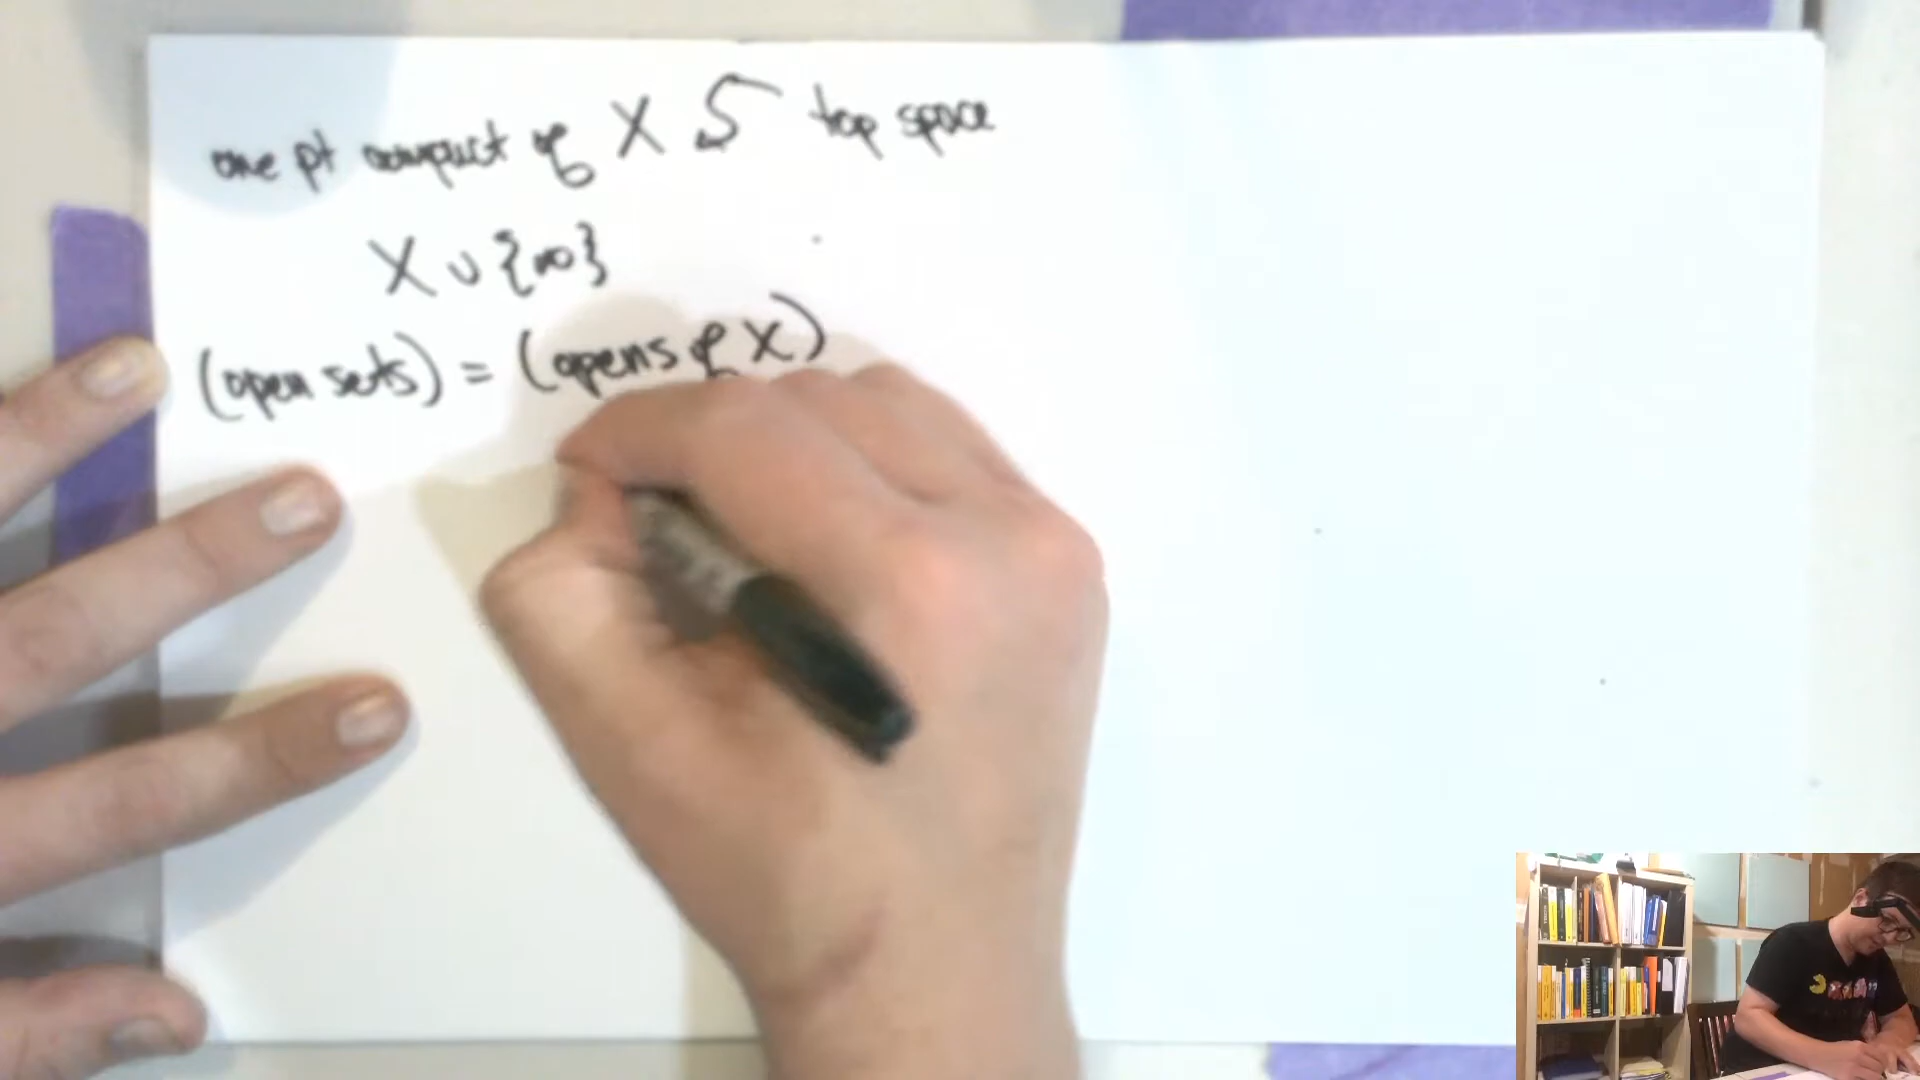 one pt compact of X top space
X ∪ {∞}
(open sets) = (opens of X)